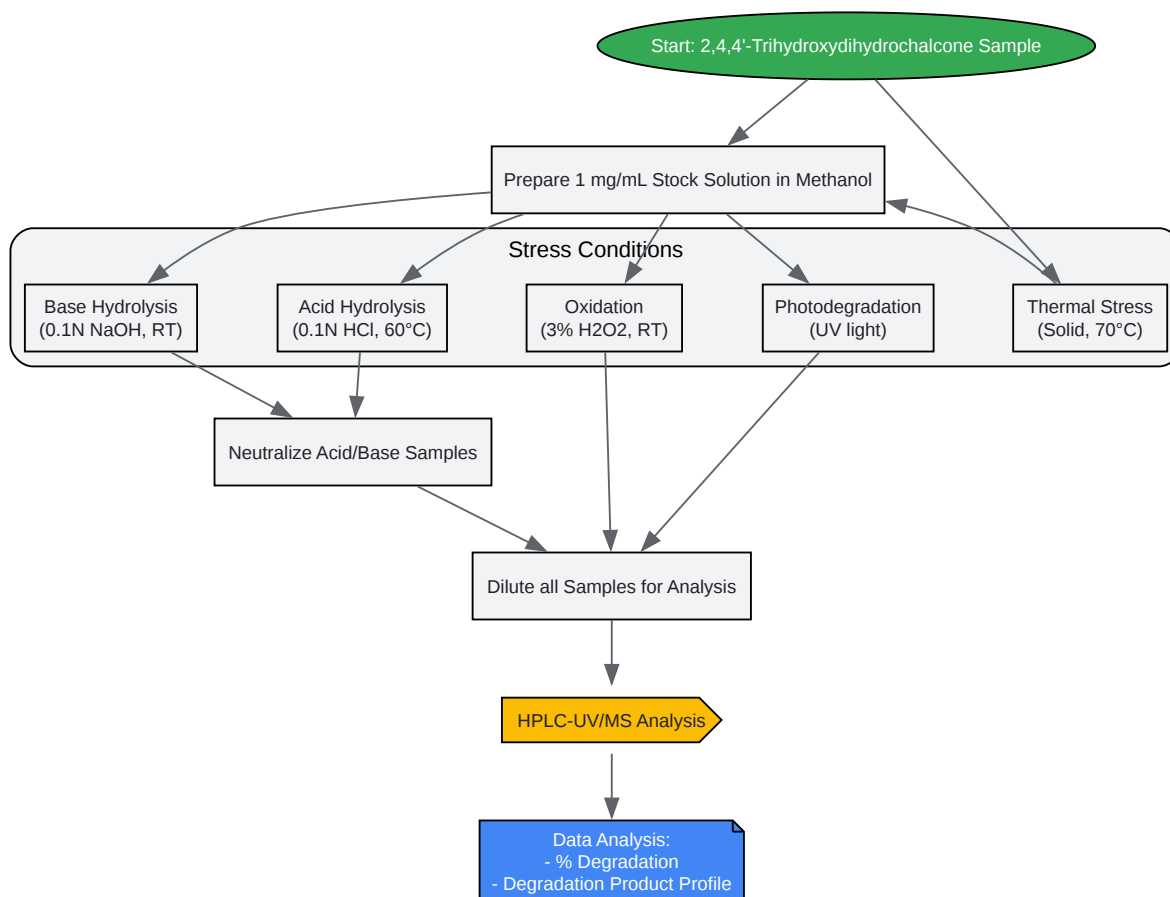 Start: 2,4,4'-Trihydroxydihydrochalcone Sample
Prepare 1 mg/mL Stock Solution in Methanol
Stress Conditions
Base Hydrolysis
(0.1N NaOH, RT)
Acid Hydrolysis
(0.1N HCl, 60°C)
Oxidation
(3% H2O2, RT)
Photodegradation
(UV light)
Thermal Stress
(Solid, 70°C)
Neutralize Acid/Base Samples
Dilute all Samples for Analysis
HPLC-UV/MS Analysis
Data Analysis:
- % Degradation
- Degradation Product Profile